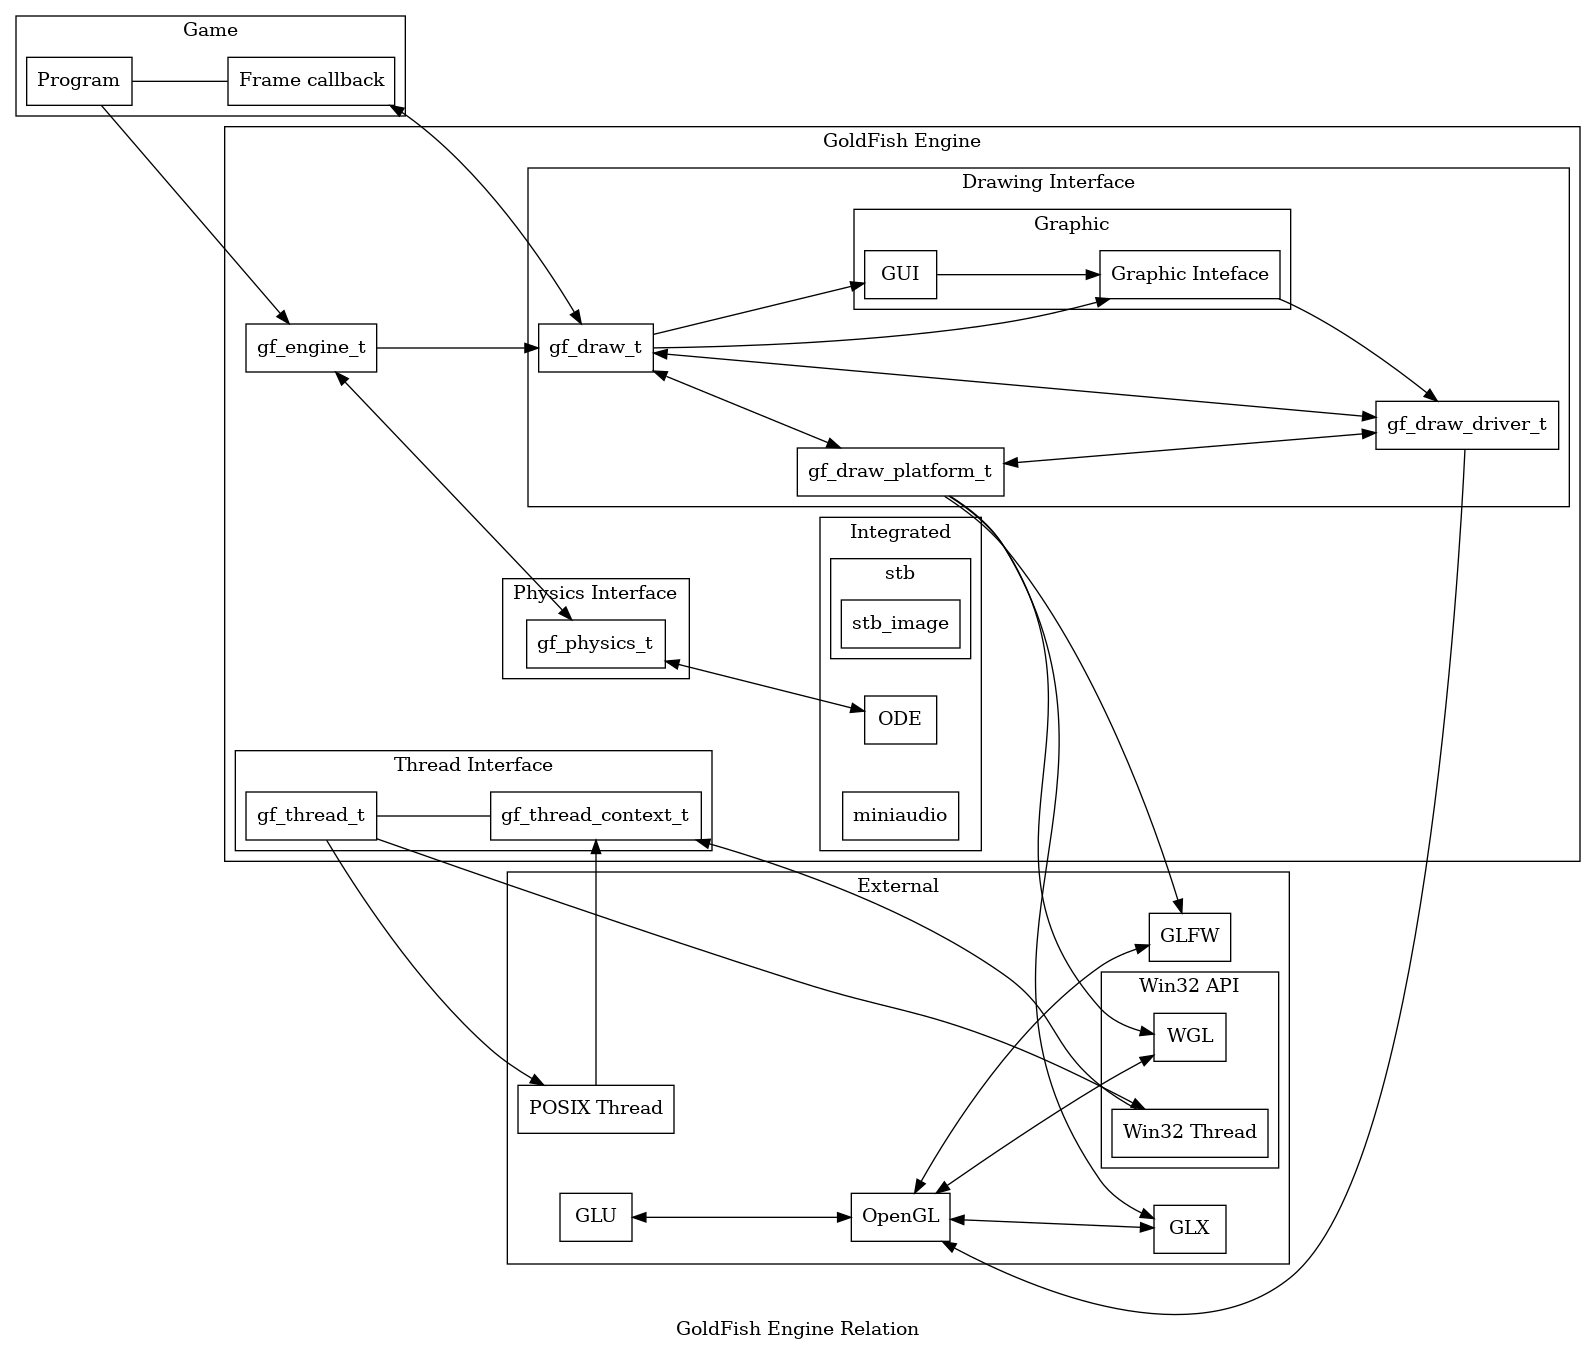 Game
Program
Frame callback
GoldFish Engine
Drawing Interface
Graphic
GUI
Graphic Inteface
gf_engine_t
gf_draw_t
gf_draw_driver_t
gf_draw_platform_t
Integrated
stb
stb_image
Physics Interface
gf_physics_t
ODE
Thread Interface
gf_thread_t
gf_thread_context_t
miniaudio
External
GLFW
Win32 API
WGL
POSIX Thread
Win32 Thread
GLU
OpenGL
GLX
GoldFish Engine Relation